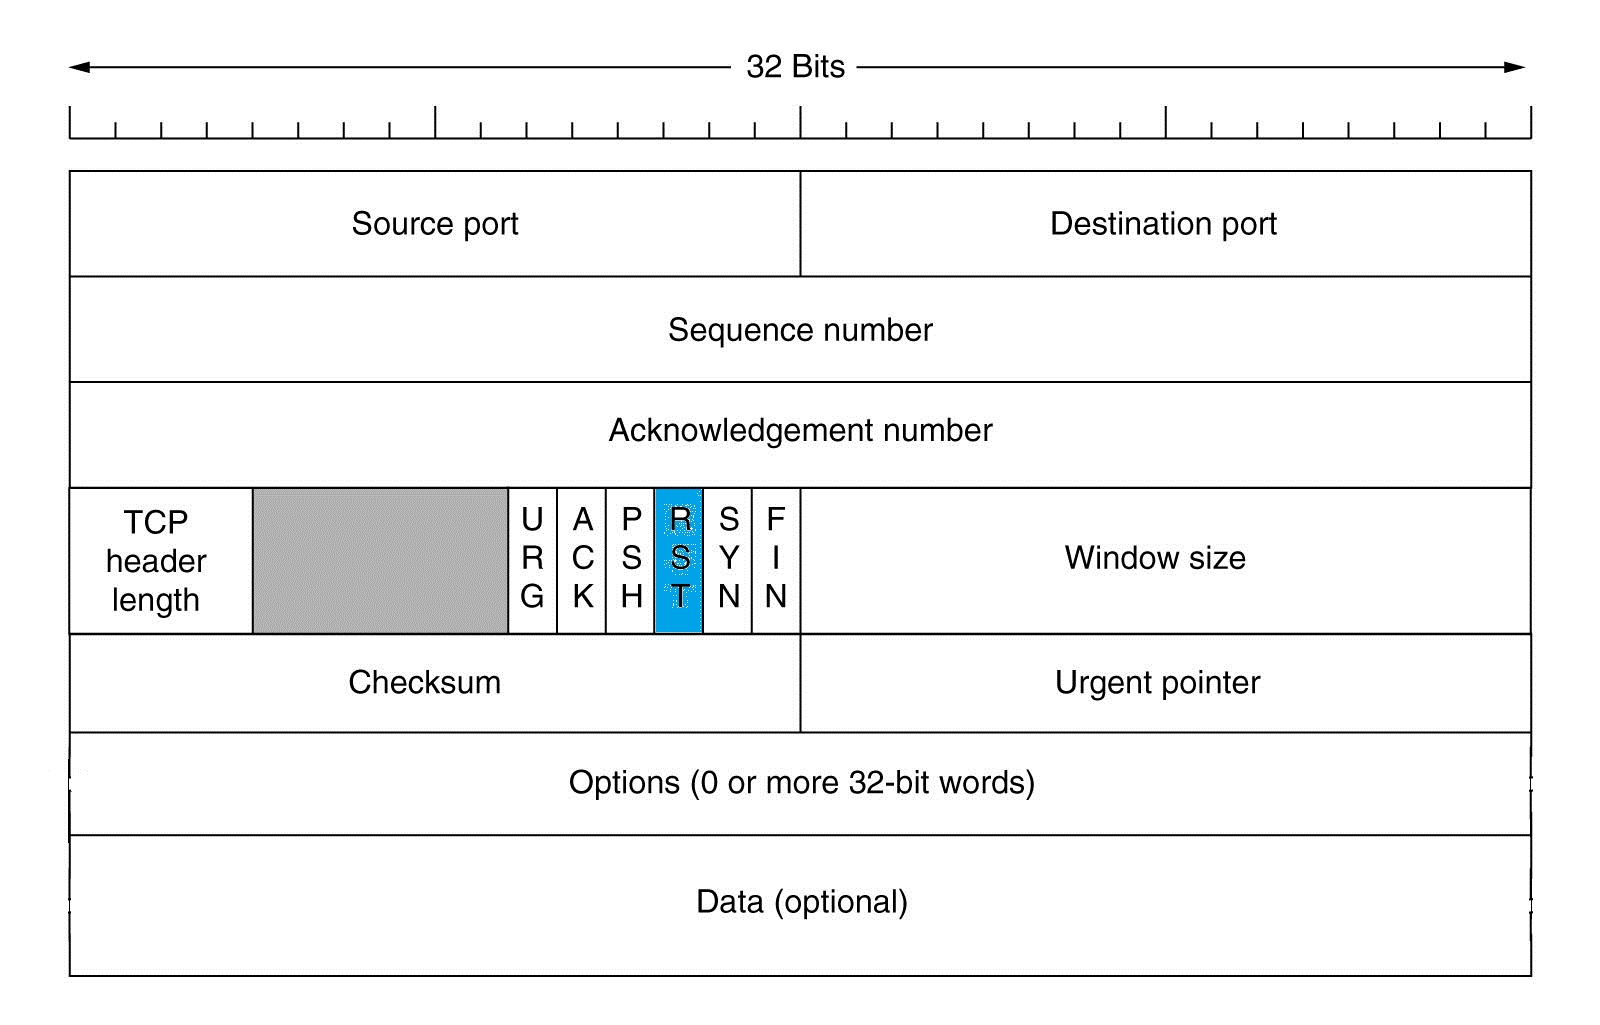 32 Bits
Source port
Destination port
Sequence number
Acknowledgement number
TCP
header
length
URG
ACK
PSH
RST
SYN
FIN
Window size
Checksum
Urgent pointer
Options (0 or more 32-bit words)
Data (optional)